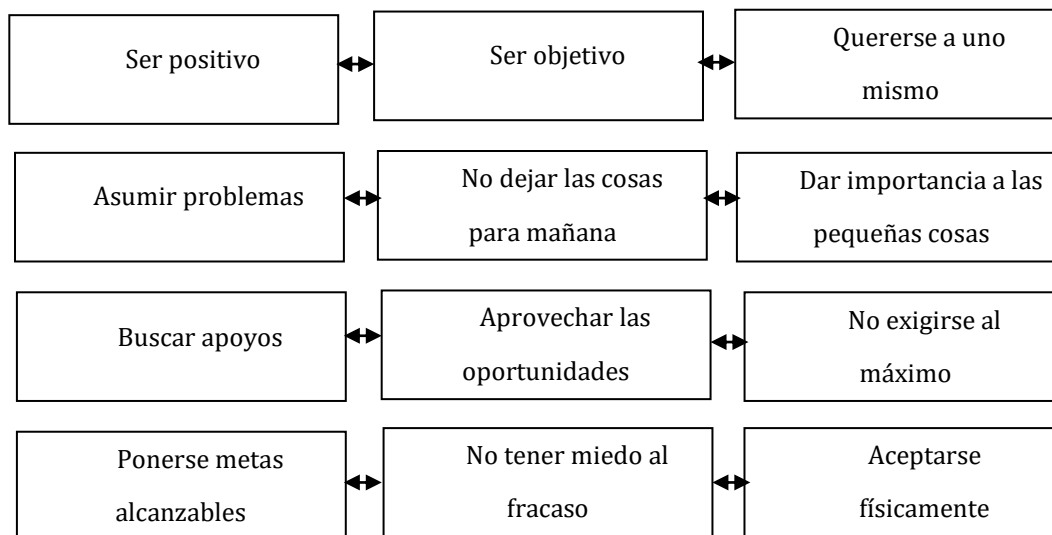 Ser positivo
Ser objetivo
Quererse a uno
mismo
Asumir problemas
No dejar las cosas
para mañana
Dar importancia a las
pequeñas cosas
Buscar apoyos
Aprovechar las
oportunidades
No exigirse al
máximo
Ponerse metas
alcanzables
No tener miedo al
fracaso
Aceptarse
físicamente